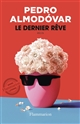 PEDRO
ALMODÓVAR
LE DERNIER RÊVE
Flammarion